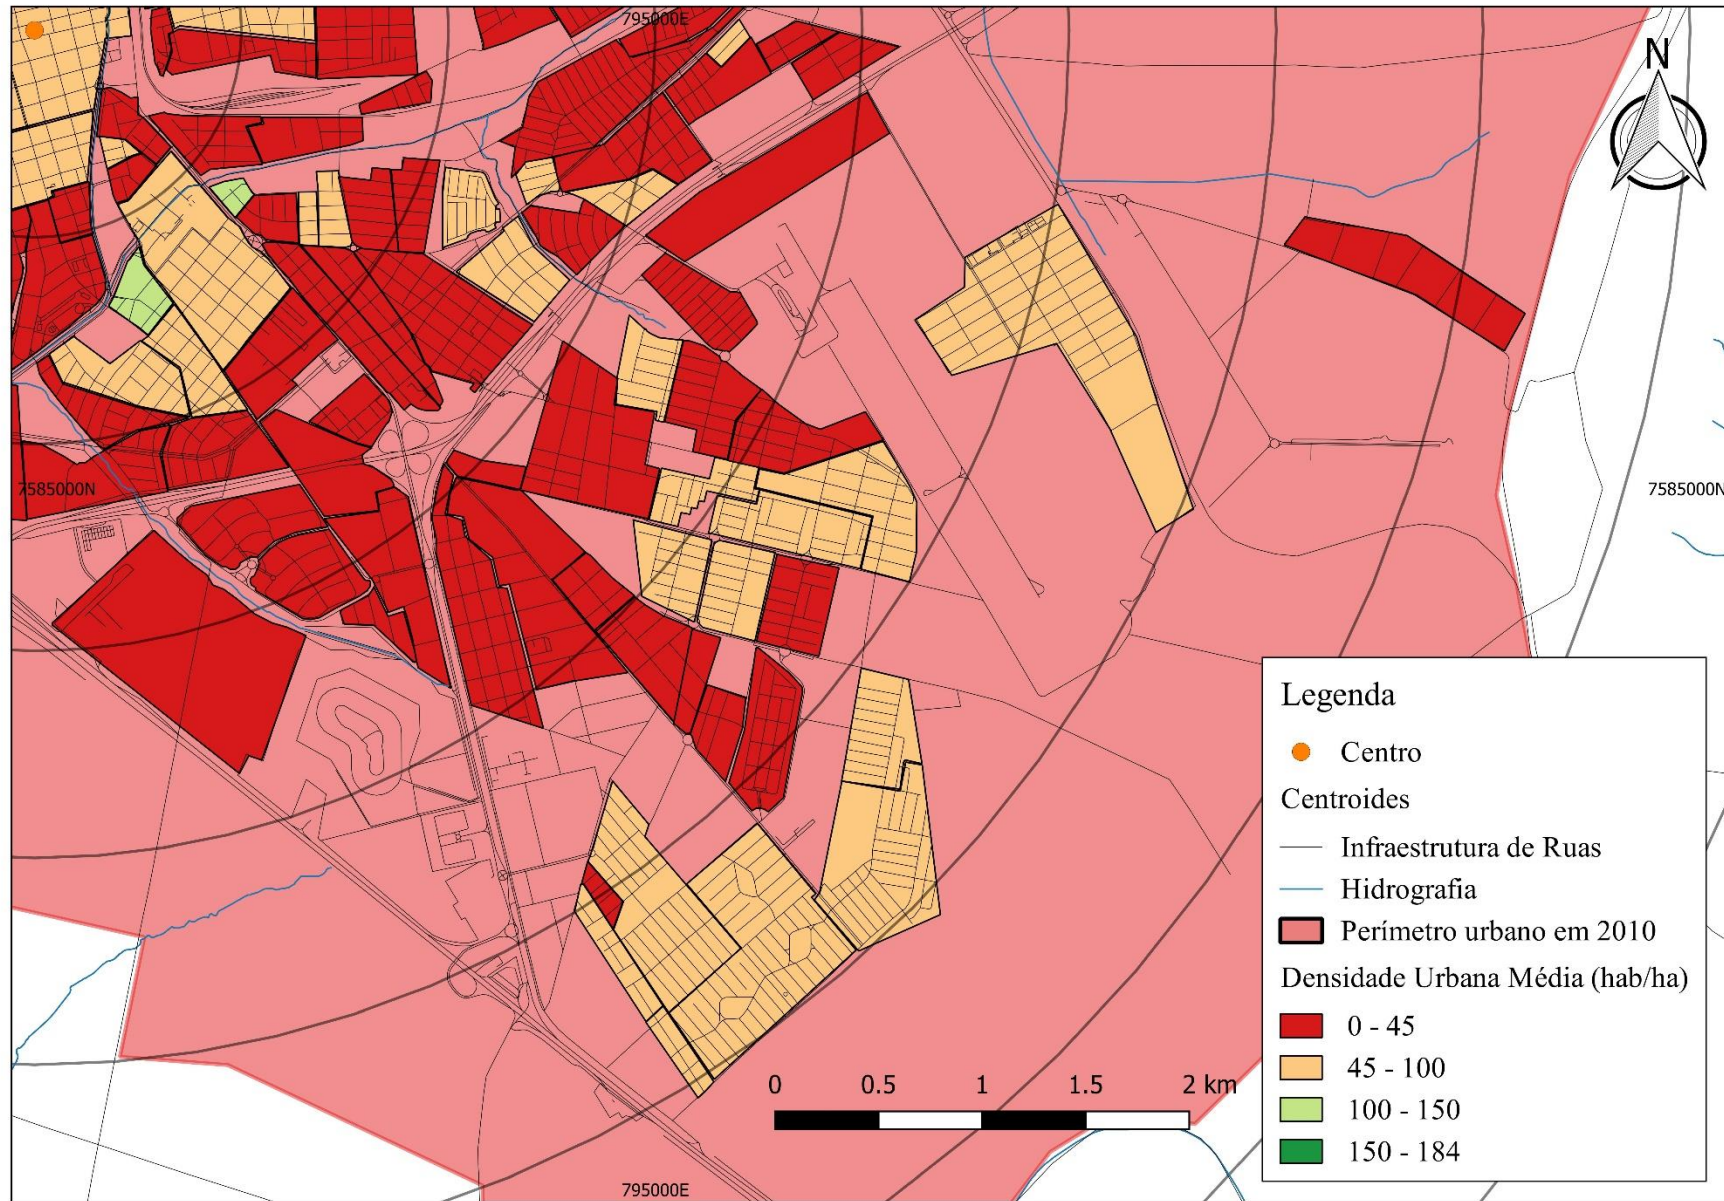 795000E
N
7585000N
7585000N
Legenda
Centro
Centroides
Infraestrutura de Ruas
Hidrografia
Perímetro urbano em 2010
Densidade Urbana Média (hab/ha)
0 - 45
45 - 100
100 - 150
150 - 184
0 0.5 1 1.5 2 km
795000E